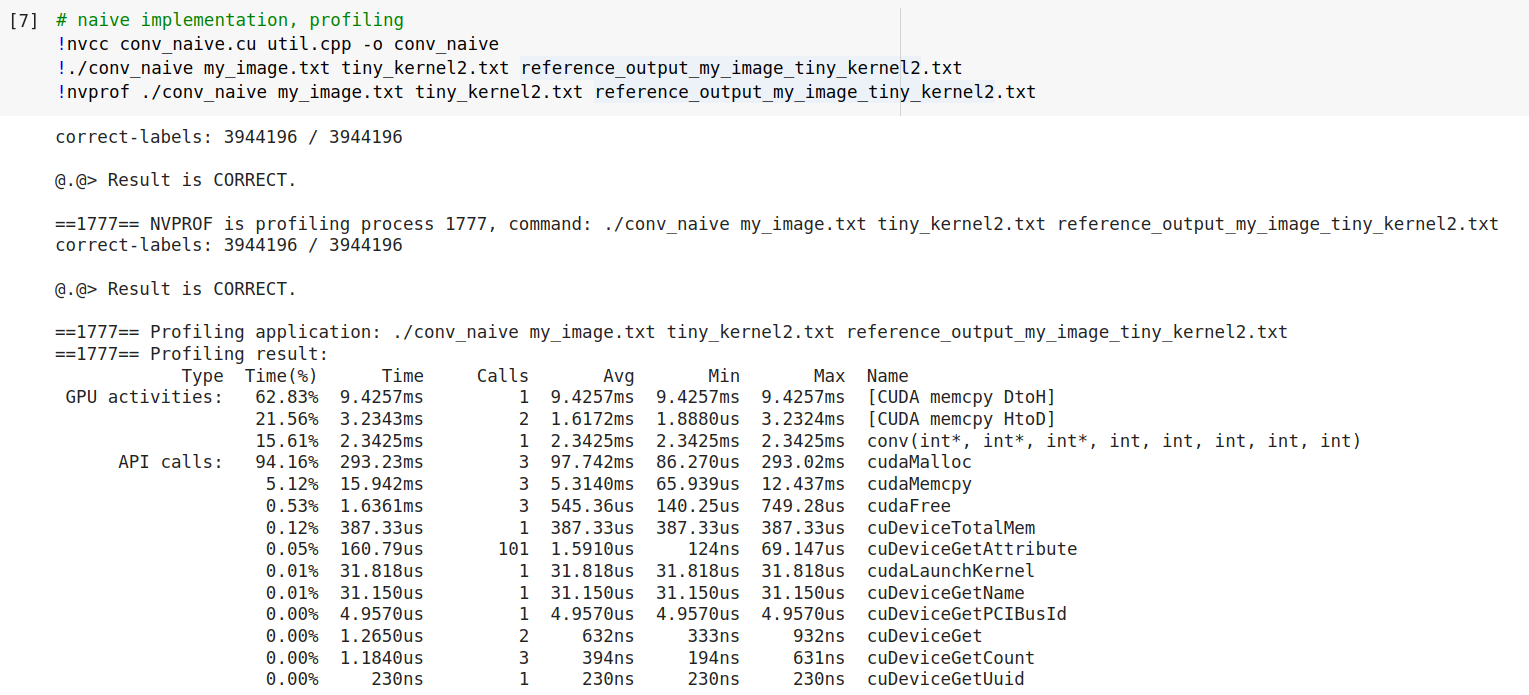 [7] # naive implementation, profiling
!nvcc conv_naive.cu util.cpp -o conv_naive
!./conv_naive my_image.txt tiny_kernel2.txt reference_output_my_image_tiny_kernel2.txt
!nvprof ./conv_naive my_image.txt tiny_kernel2.txt reference_output_my_image_tiny_kernel2.txt
correct-labels: 3944196 / 3944196
@.@> Result is CORRECT.
==1777== NVPROF is profiling process 1777, command: ./conv_naive my_image.txt tiny_kernel2.txt reference_output_my_image_tiny_kernel2.txt
correct-labels: 3944196 / 3944196
@.@> Result is CORRECT.
==1777== Profiling application: ./conv_naive my_image.txt tiny_kernel2.txt reference_output_my_image_tiny_kernel2.txt
==1777== Profiling result:
Type Time(%) Time Calls Avg Min Max Name
GPU activities: 62.83% 9.4257ms 1 9.4257ms 9.4257ms 9.4257ms [CUDA memcpy DtoH]
21.56% 3.2343ms 2 1.6172ms 1.8880us 3.2324ms [CUDA memcpy HtoD]
15.61% 2.3425ms 1 2.3425ms 2.3425ms 2.3425ms conv(int*, int*, int*, int, int, int, int, int)
API calls: 94.16% 293.23ms 3 97.742ms 86.270us 293.02ms cudaMalloc
5.12% 15.942ms 3 5.3140ms 65.939us 12.437ms cudaMemcpy
0.53% 1.6361ms 3 545.36us 140.25us 749.28us cudaFree
0.12% 387.33us 1 387.33us 387.33us 387.33us cuDeviceTotalMem
0.05% 160.79us 101 1.5910us 124ns 69.147us cuDeviceGetAttribute
0.01% 31.818us 1 31.818us 31.818us 31.818us cudaLaunchKernel
0.01% 31.150us 1 31.150us 31.150us 31.150us cuDeviceGetName
0.00% 4.9570us 1 4.9570us 4.9570us 4.9570us cuDeviceGetPCIBusId
0.00% 1.2650us 2 632ns 333ns 932ns cuDeviceGet
0.00% 1.1840us 3 394ns 194ns 631ns cuDeviceGetCount
0.00% 230ns 1 230ns 230ns 230ns cuDeviceGetUuid